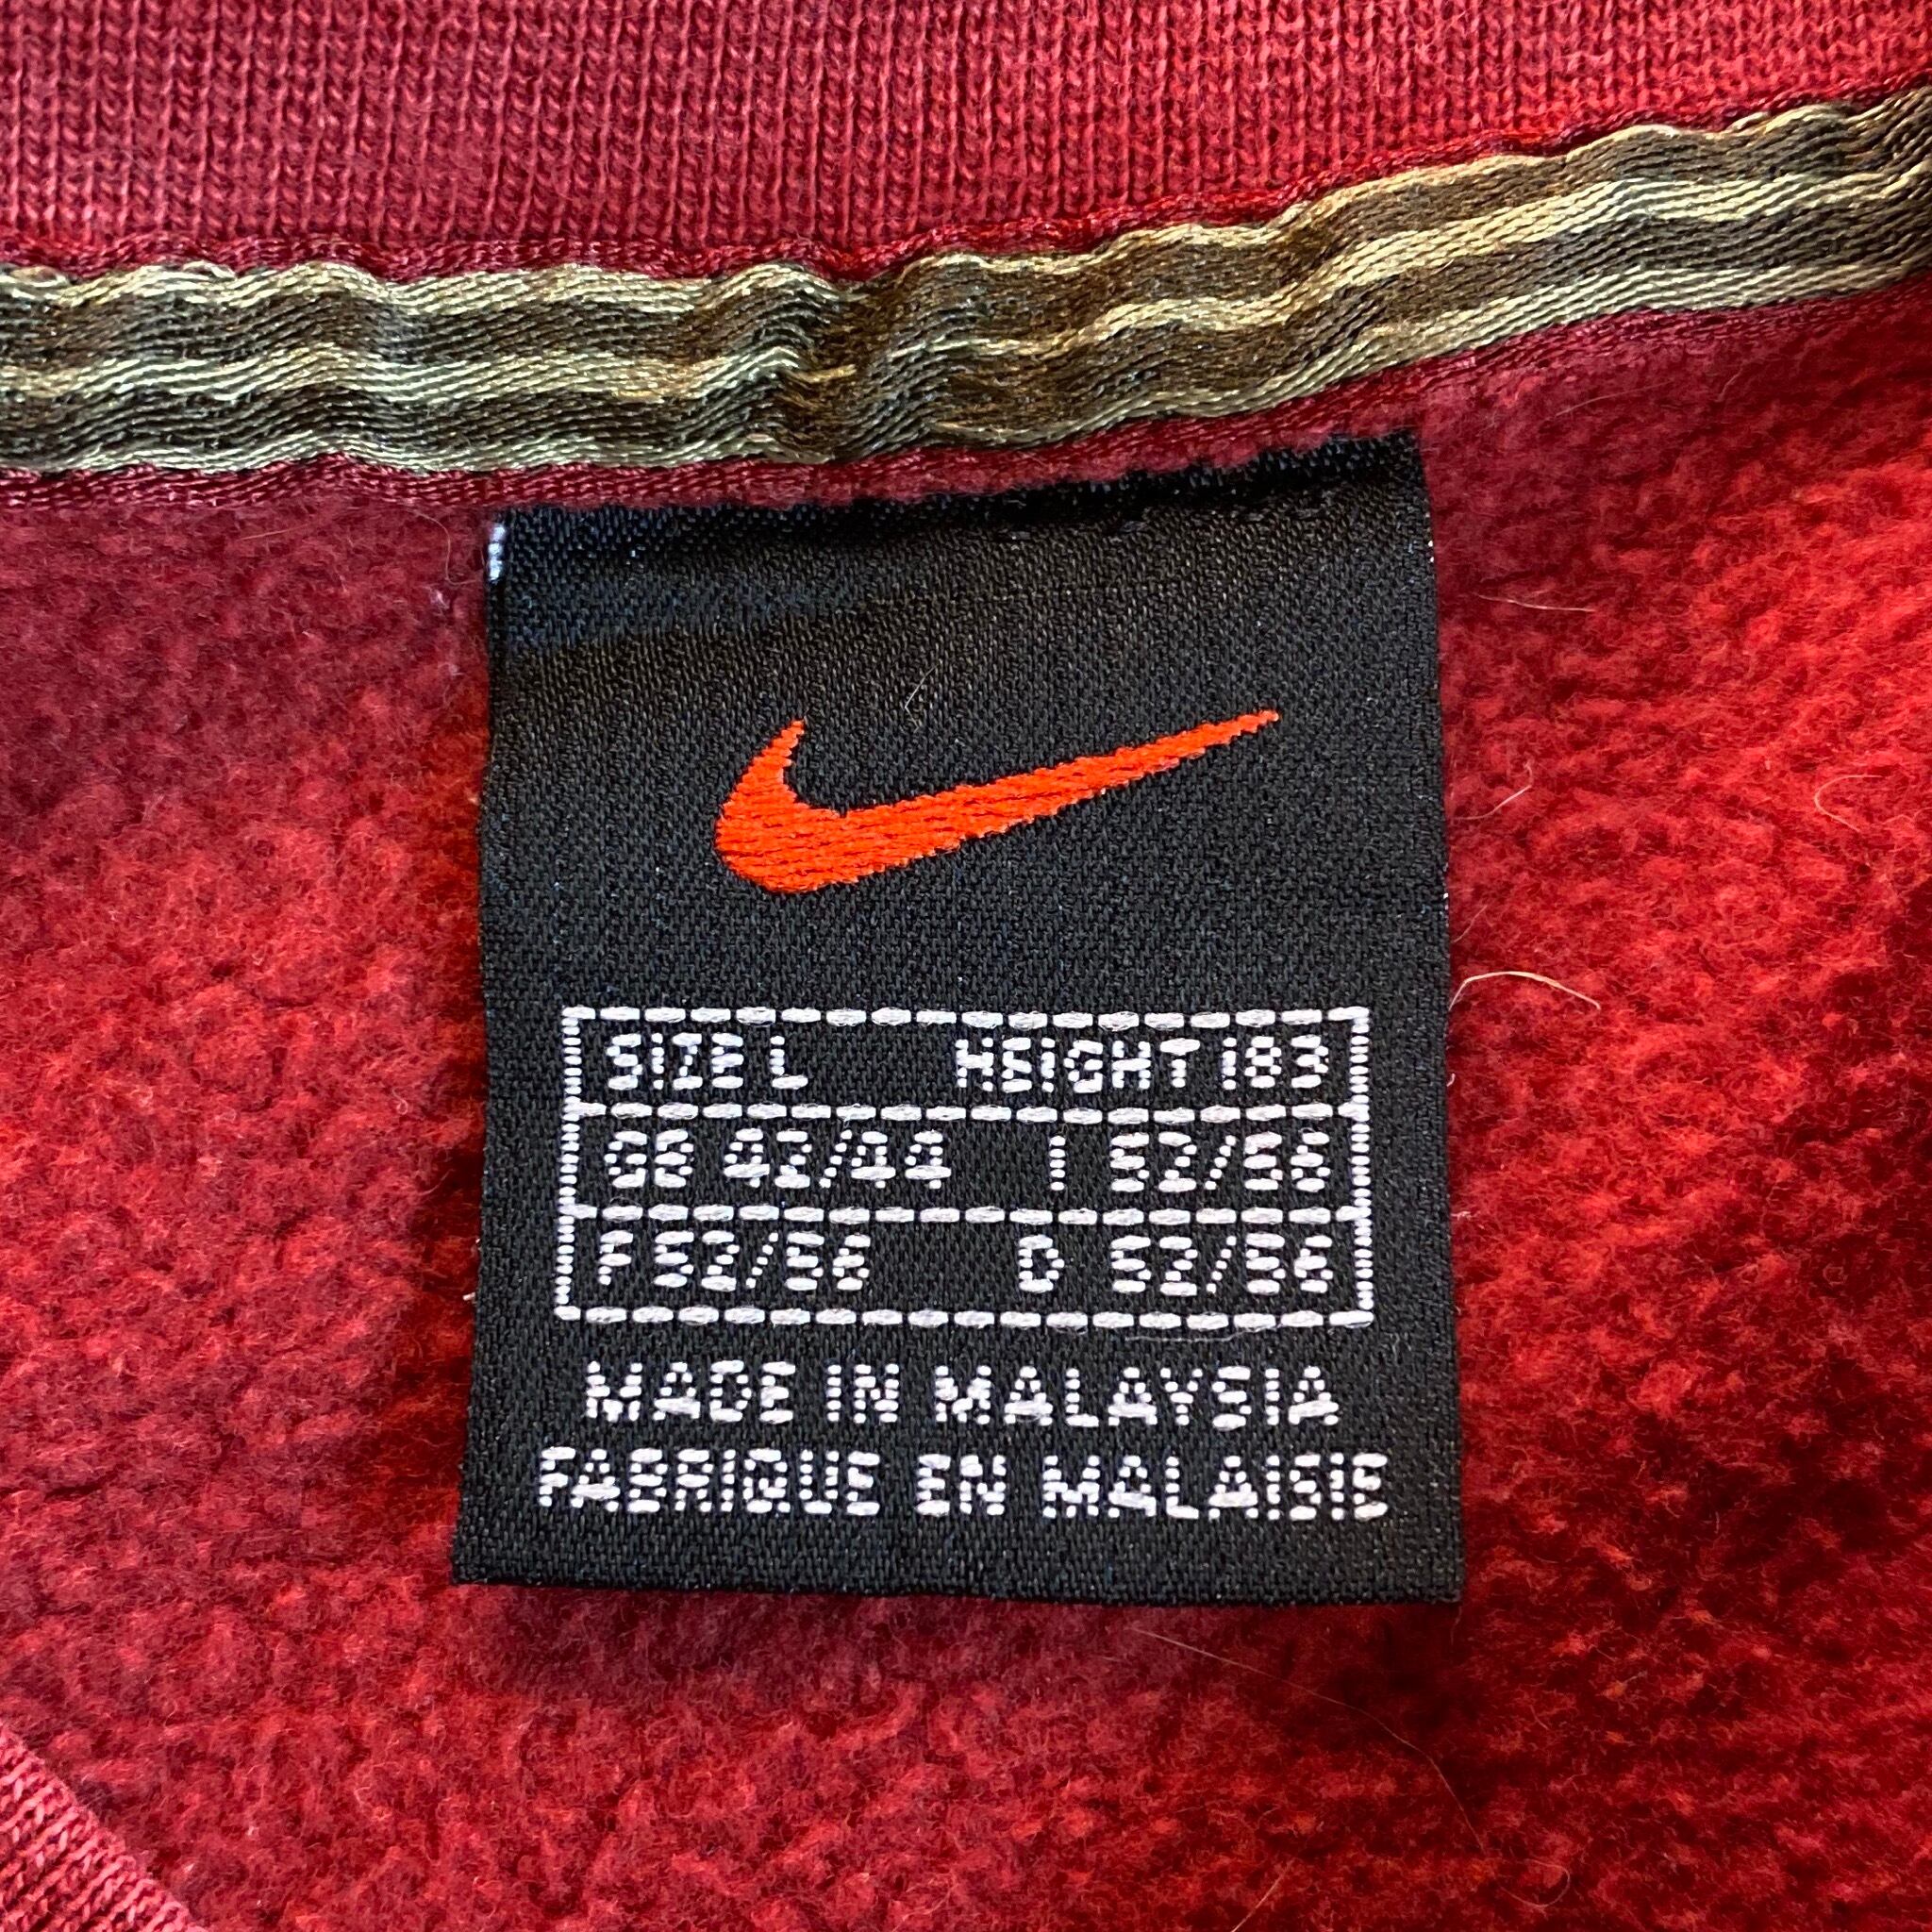 SIZE L HEIGHT 183
GB 42/44 I 52/56
F 52/56 D 52/56
MADE IN MALAYSIA
FABRIQUE EN MALAISIE